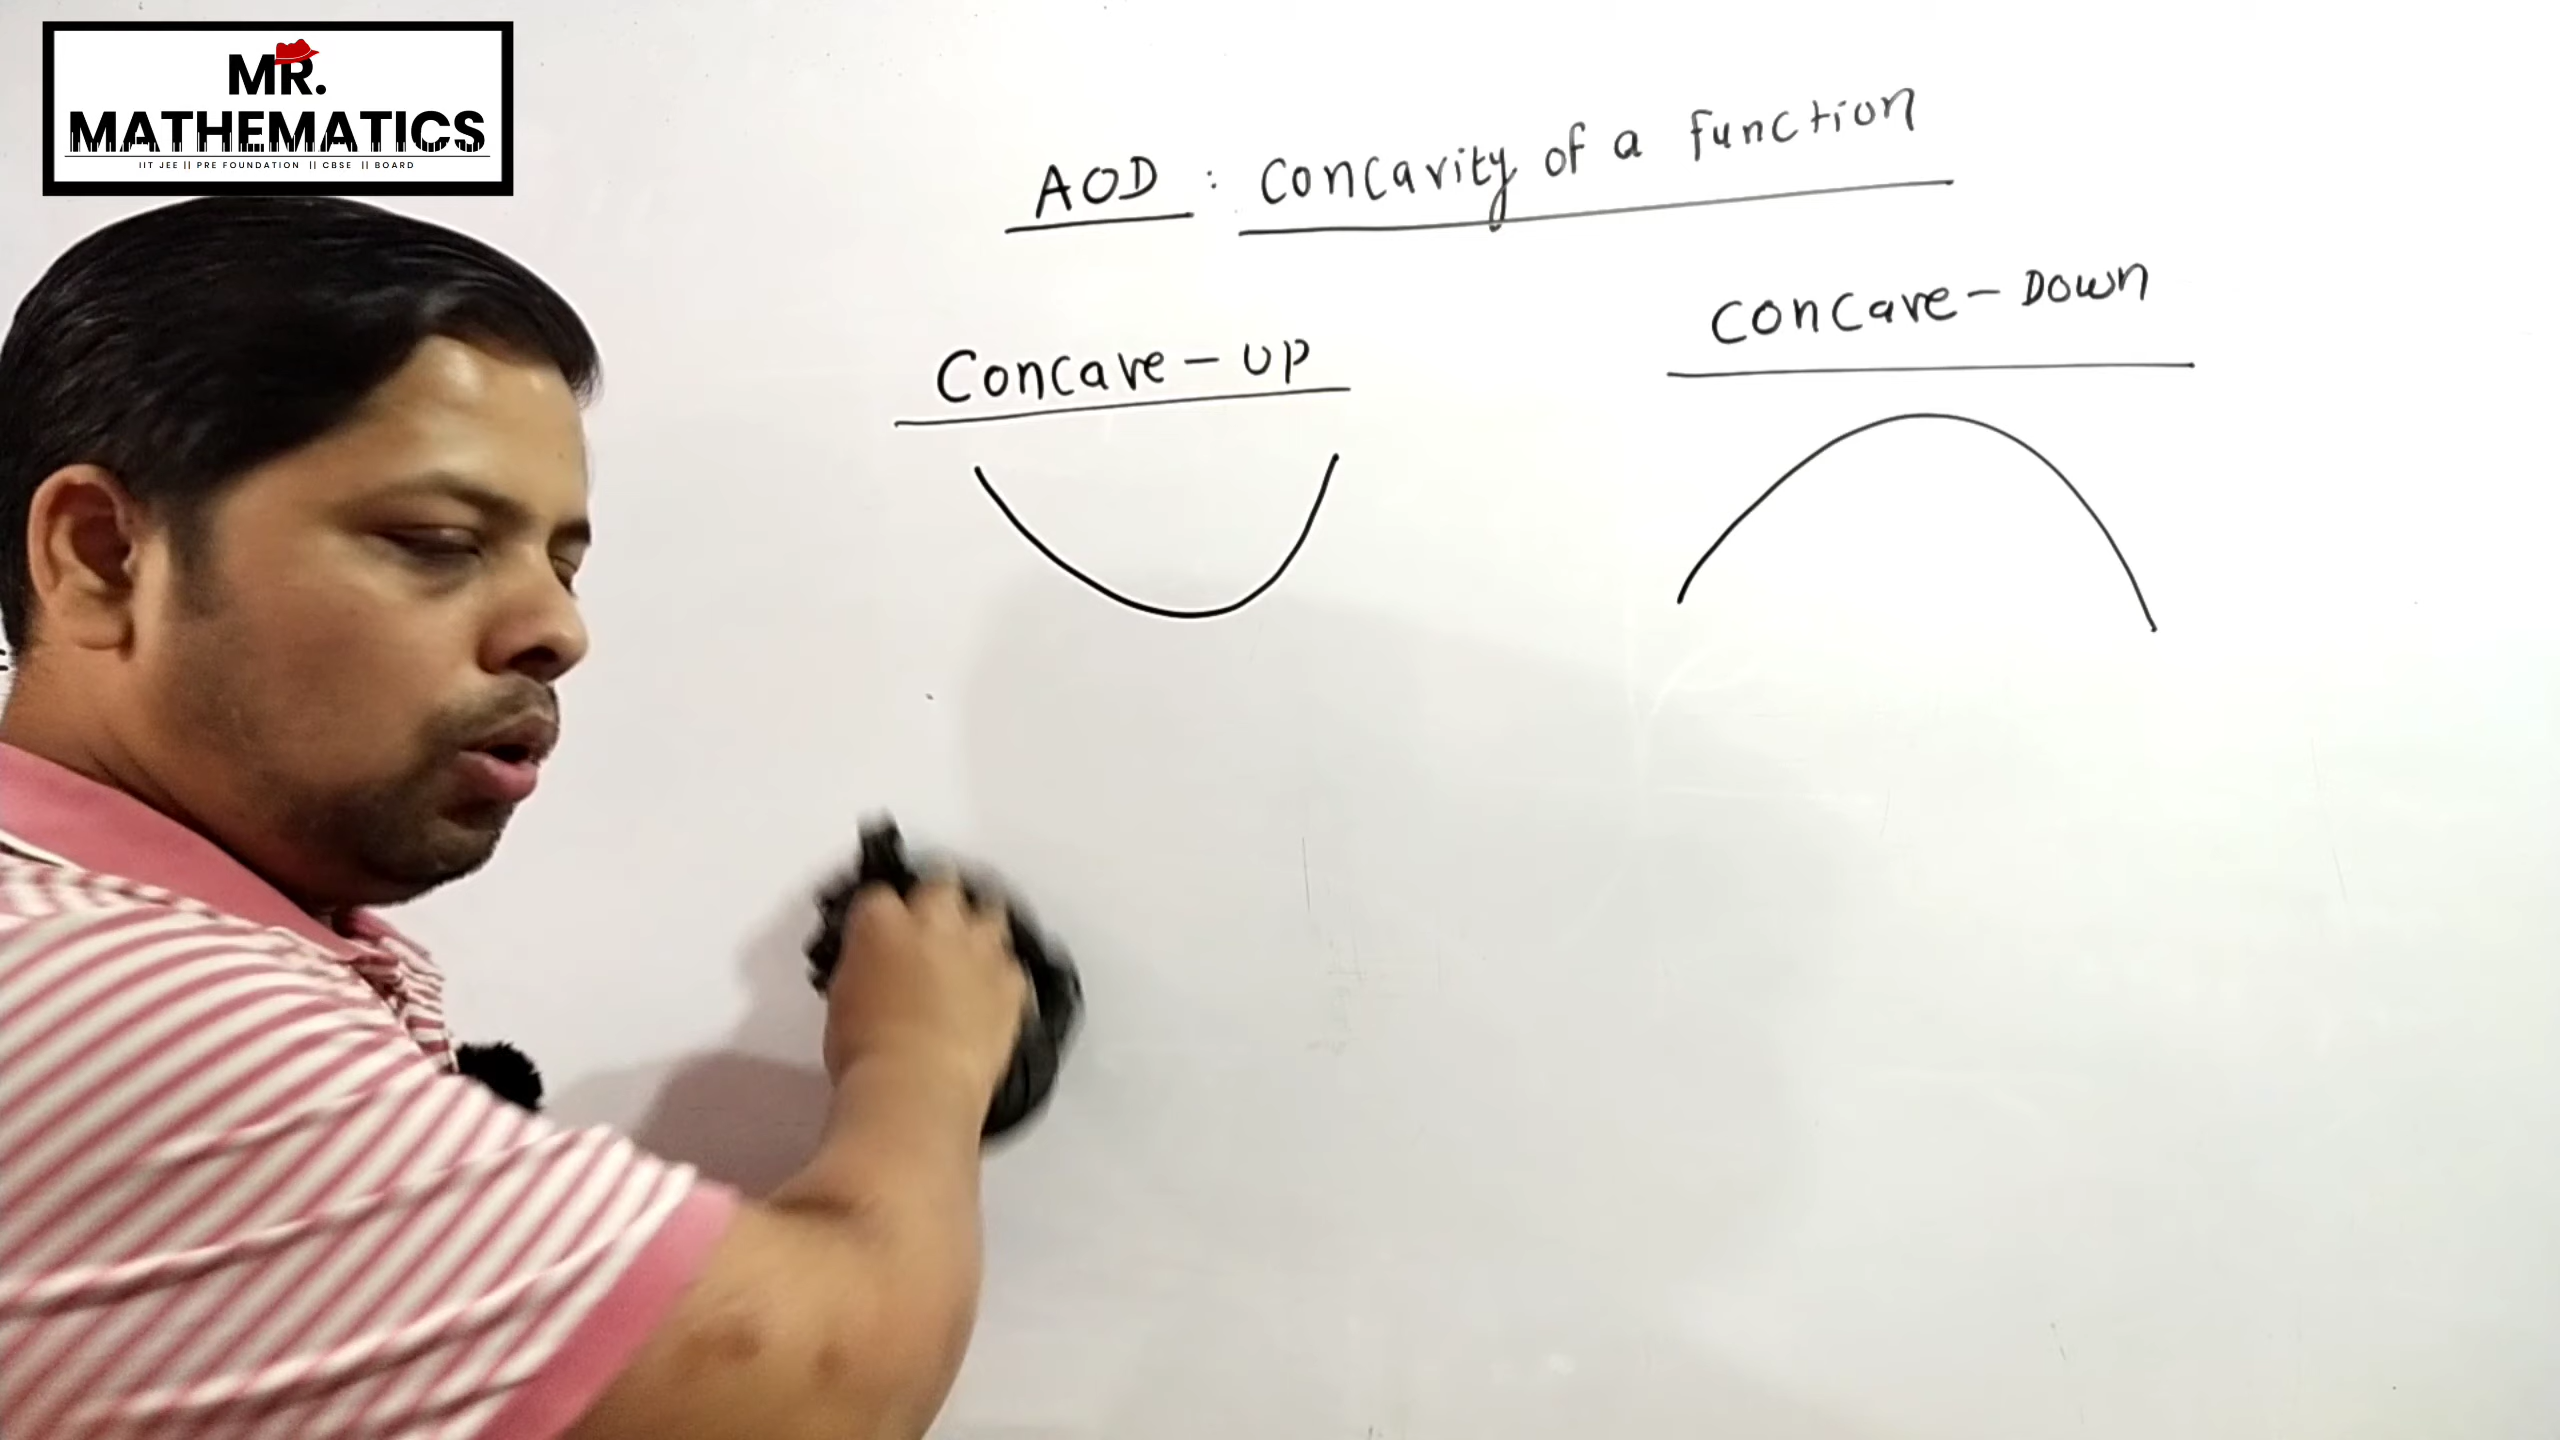 MR.
MATHEMATICS
IIT JEE || PRE FOUNDATION || CBSE || BOARD
AOD : Concavity of a function
Concave - up
Concave - Down